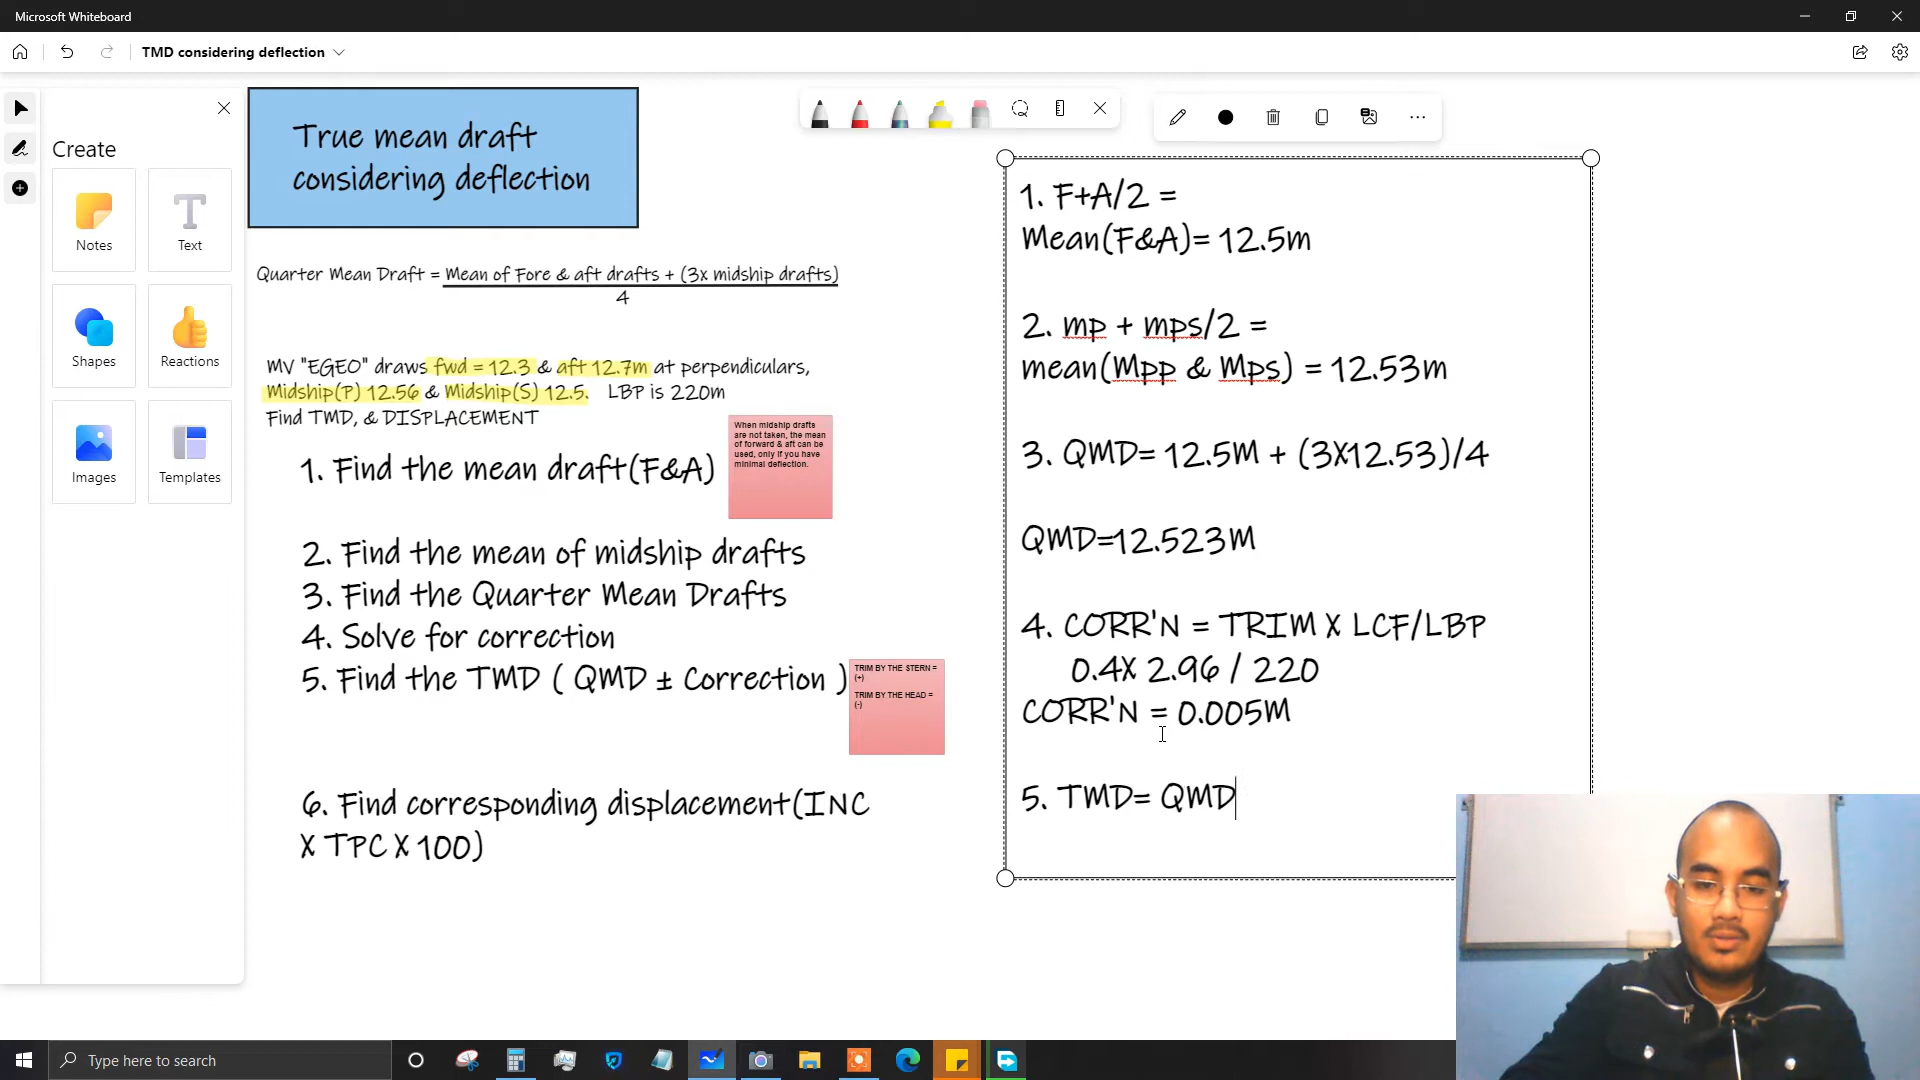 Microsoft Whiteboard
TMD considering deflection
Create
Notes
Text
Shapes
Reactions
Images
Templates
True mean draft
considering deflection
Quarter Mean Draft = Mean of Fore & aft drafts + (3x midship drafts)
4
MV "EGEO" draws fwd = 12.3 & aft 12.7m at perpendiculars,
Midship(P) 12.56 & Midship(S) 12.5. LBP is 220m
Find TMD, & DISPLACEMENT
When midship drafts
are not taken, the mean
of forward & aft can be
used, only if you have
minimal deflection.
1. Find the mean draft(F&A)
2. Find the mean of midship drafts
3. Find the Quarter Mean Drafts
4. Solve for correction
5. Find the TMD ( QMD ± Correction )
TRIM BY THE STERN =
(+)
TRIM BY THE HEAD =
(-)
6. Find corresponding displacement(INC
X TPC X 100)
1. F+A/2 =
Mean(F&A)= 12.5m
2. mp + mps/2 =
mean(Mpp & Mps) = 12.53m
3. QMD= 12.5M + (3X12.53)/4
QMD=12.523M
4. CORR'N = TRIM X LCF/LBP
0.4X 2.96 / 220
CORR'N = 0.005M
5. TMD= QMD
Type here to search